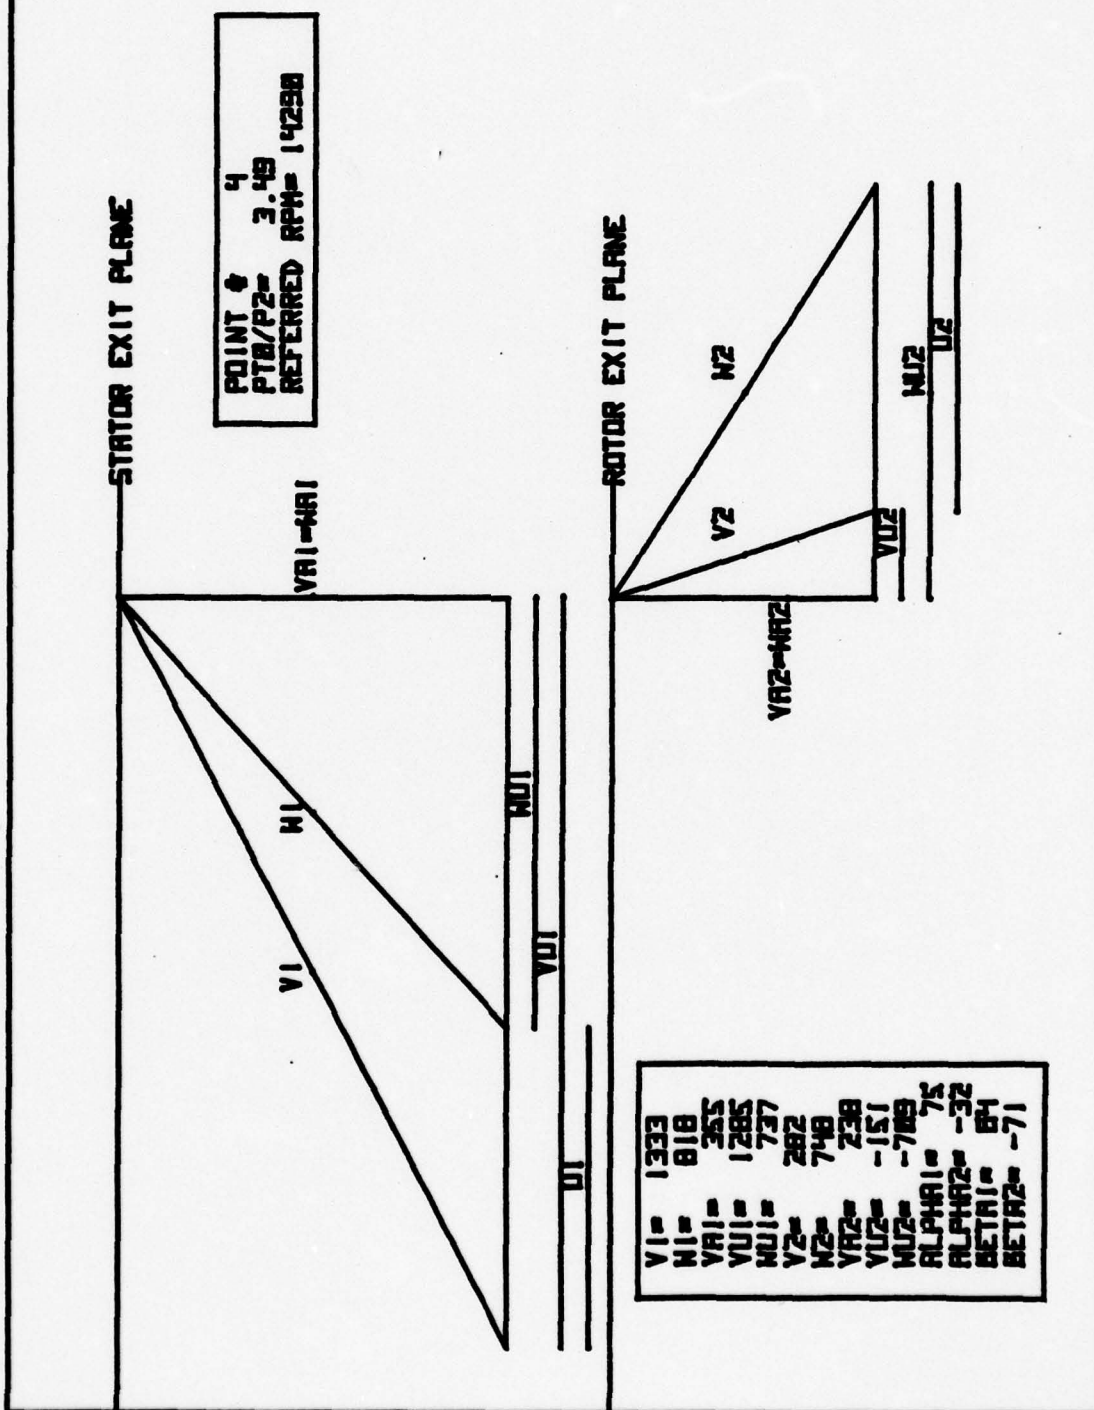 STATOR EXIT PLANE
POINT # 4
PT0/P2= 3.49
REFERRED RPM= 14290
VA1=WA1
W1
V1
WU1
VU1
U1
ROTOR EXIT PLANE
W2
V2
VA2=WA2
VU2
WU2
U2
V1= 1333
W1= 818
VA1= 355
VU1= 1285
WU1= 737
V2= 282
W2= 748
VA2= 238
VU2= -151
WU2= -709
ALPHA1= 75
ALPHA2= -32
BETA1= 64
BETA2= -71